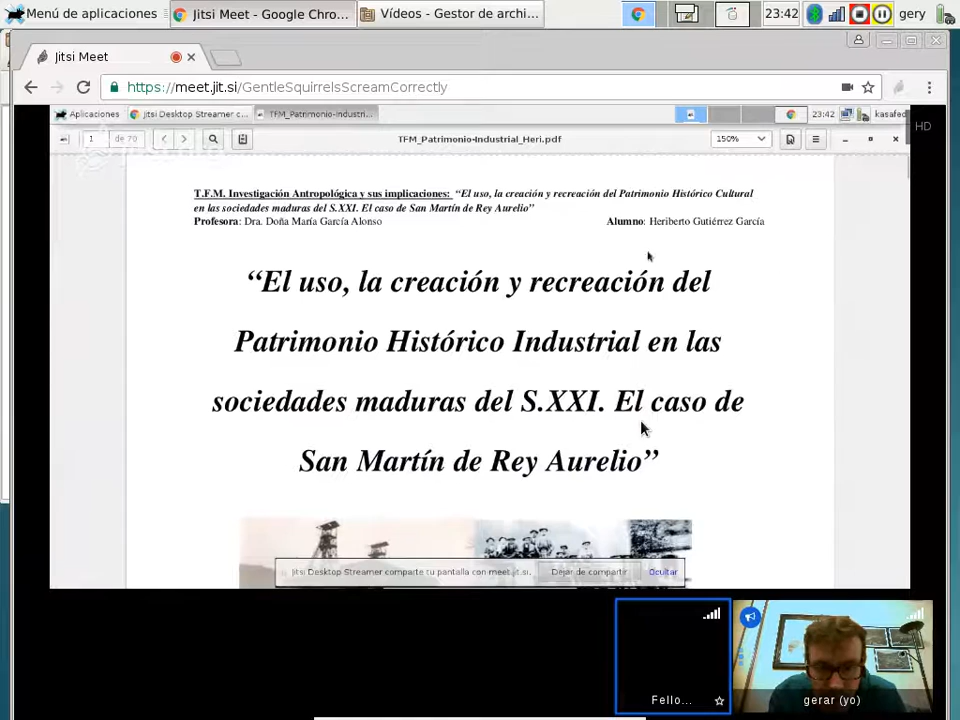 Menú de aplicaciones
Jitsi Meet - Google Chro...
Vídeos - Gestor de archi...
23:42
gery
Jitsi Meet
https://meet.jit.si/GentleSquirrelsScreamCorrectly
HD
Aplicaciones
Jitsi Desktop Streamer c...
TFM_Patrimonio-Industri...
23:42
kasafed
1 de 70
TFM_Patrimonio-Industrial_Heri.pdf
150%
T.F.M. Investigación Antropológica y sus implicaciones: “El uso, la creación y recreación del Patrimonio Histórico Cultural
en las sociedades maduras del S.XXI. El caso de San Martín de Rey Aurelio”
Profesora: Dra. Doña María García Alonso
Alumno: Heriberto Gutiérrez García
“El uso, la creación y recreación del
Patrimonio Histórico Industrial en las
sociedades maduras del S.XXI. El caso de
San Martín de Rey Aurelio”
Jitsi Desktop Streamer comparte tu pantalla con meet.jit.si.
Dejar de compartir
Ocultar
Fello...
gerar (yo)